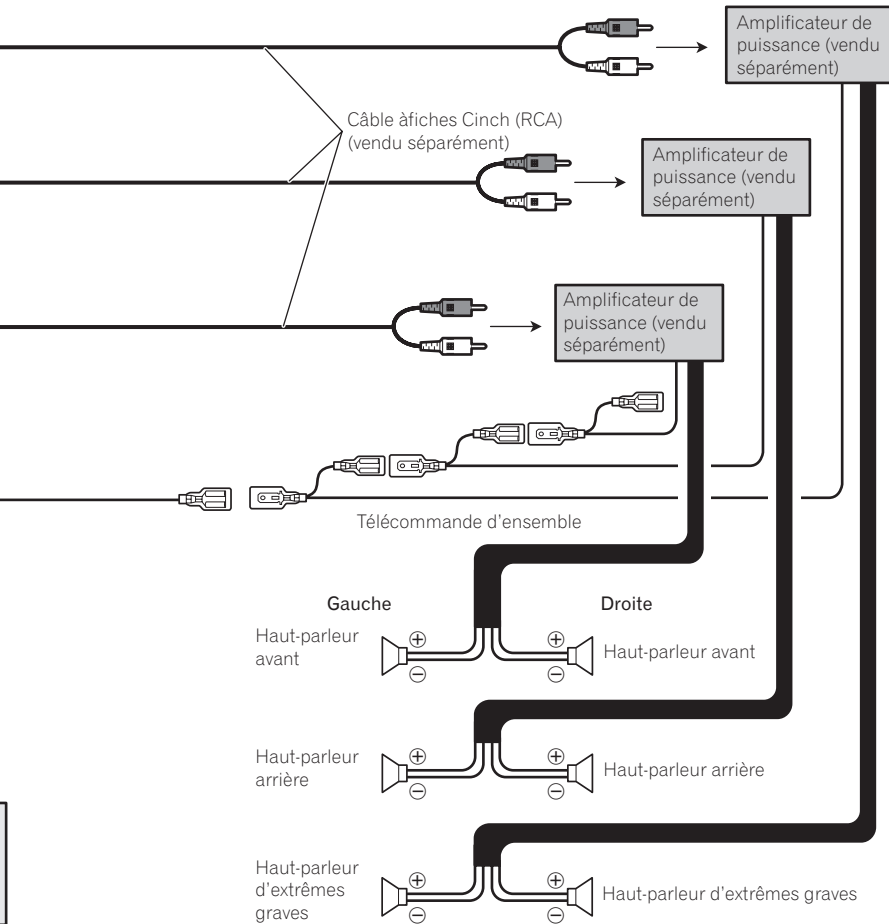 Amplificateur de
puissance (vendu
séparément)
Câble àfiches Cinch (RCA)
(vendu séparément)
Amplificateur de
puissance (vendu
séparément)
Amplificateur de
puissance (vendu
séparément)
Télécommande d'ensemble
Gauche
Droite
Haut-parleur
avant
⊕
⊖
⊕
⊖
Haut-parleur avant
Haut-parleur
arrière
⊕
⊖
⊕
⊖
Haut-parleur arrière
Haut-parleur
d'extrêmes
graves
⊕
⊖
⊕
⊖
Haut-parleur d'extrêmes graves